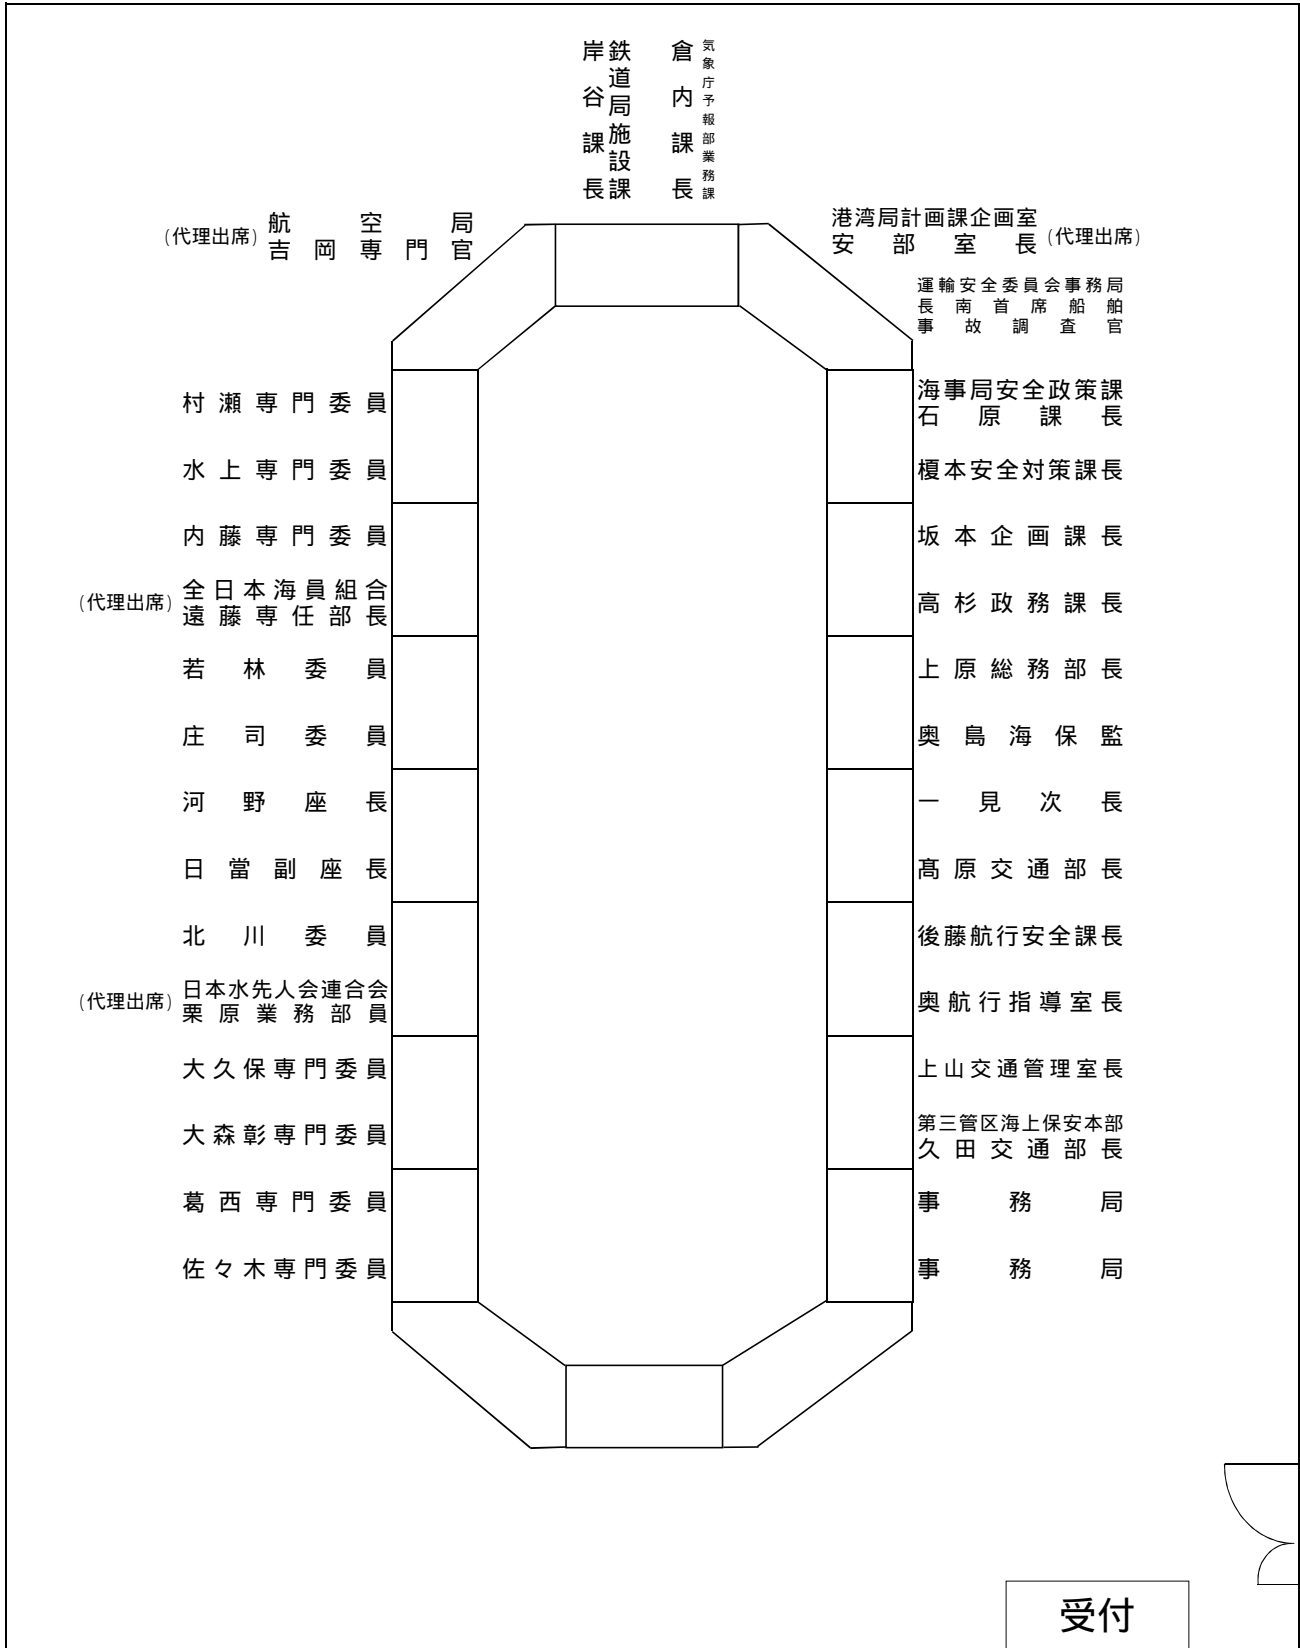 鉄道局施設課
岸谷課長
気象庁予報部業務課
倉内課長
航空局
吉岡専門官
(代理出席)
港湾局計画課企画室
安部室長
(代理出席)
運輸安全委員会事務局
長南首席船舶
事故調査官
村瀬専門委員
水上専門委員
内藤専門委員
(代理出席)
全日本海員組合
遠藤専任部長
若林委員
庄司委員
河野座長
日當副座長
北川委員
(代理出席)
日本水先人会連合会
栗原業務部員
大久保専門委員
大森彰専門委員
葛西専門委員
佐々木専門委員
海事局安全政策課
石原課長
榎本安全対策課長
坂本企画課長
高杉政務課長
上原総務部長
奥島海保監
一見次長
髙原交通部長
後藤航行安全課長
奥航行指導室長
上山交通管理室長
第三管区海上保安本部
久田交通部長
事務局
事務局
受付